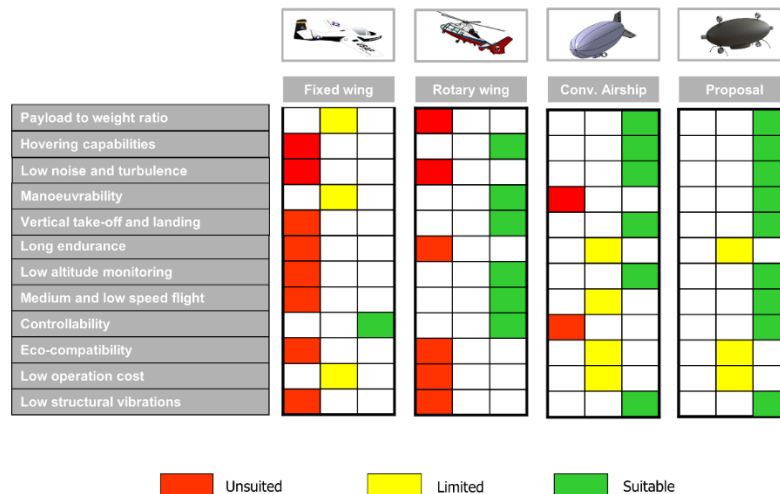 Fixed wing Rotary wing Conv. Airship Proposal
Payload to weight ratio
Hovering capabilities
Low noise and turbulence
Manoeuvrability
Vertical take-off and landing
Long endurance
Low altitude monitoring
Medium and low speed flight
Controllability
Eco-compatibility
Low operation cost
Low structural vibrations
Unsuited Limited Suitable